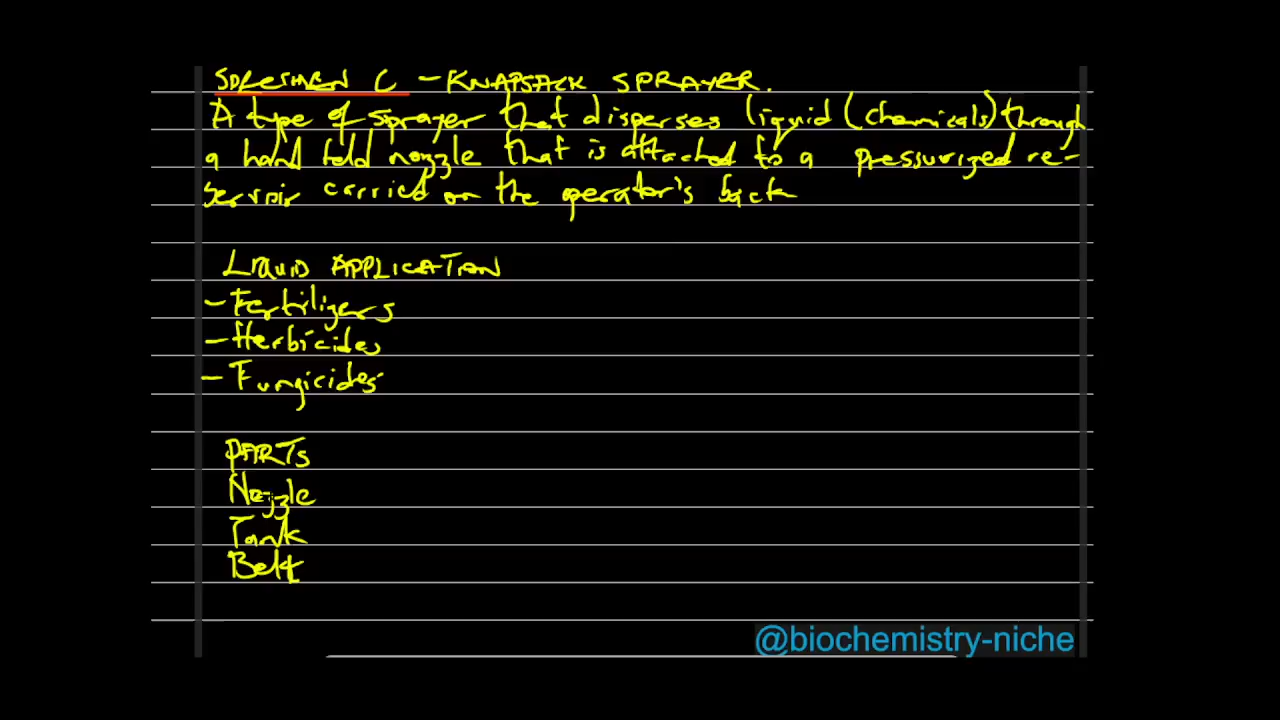 SPECIMEN C - KNAPSACK SPRAYER.
A type of sprayer that disperses liquid (chemicals) through
a hand held nozzle that is attached to a pressurized re-
servoir carried on the operator's back
LIQUID APPLICATION
- Fertilizers
- Herbicides
- Fungicides
PARTS
Nozzle
Tank
Belt
@biochemistry-niche